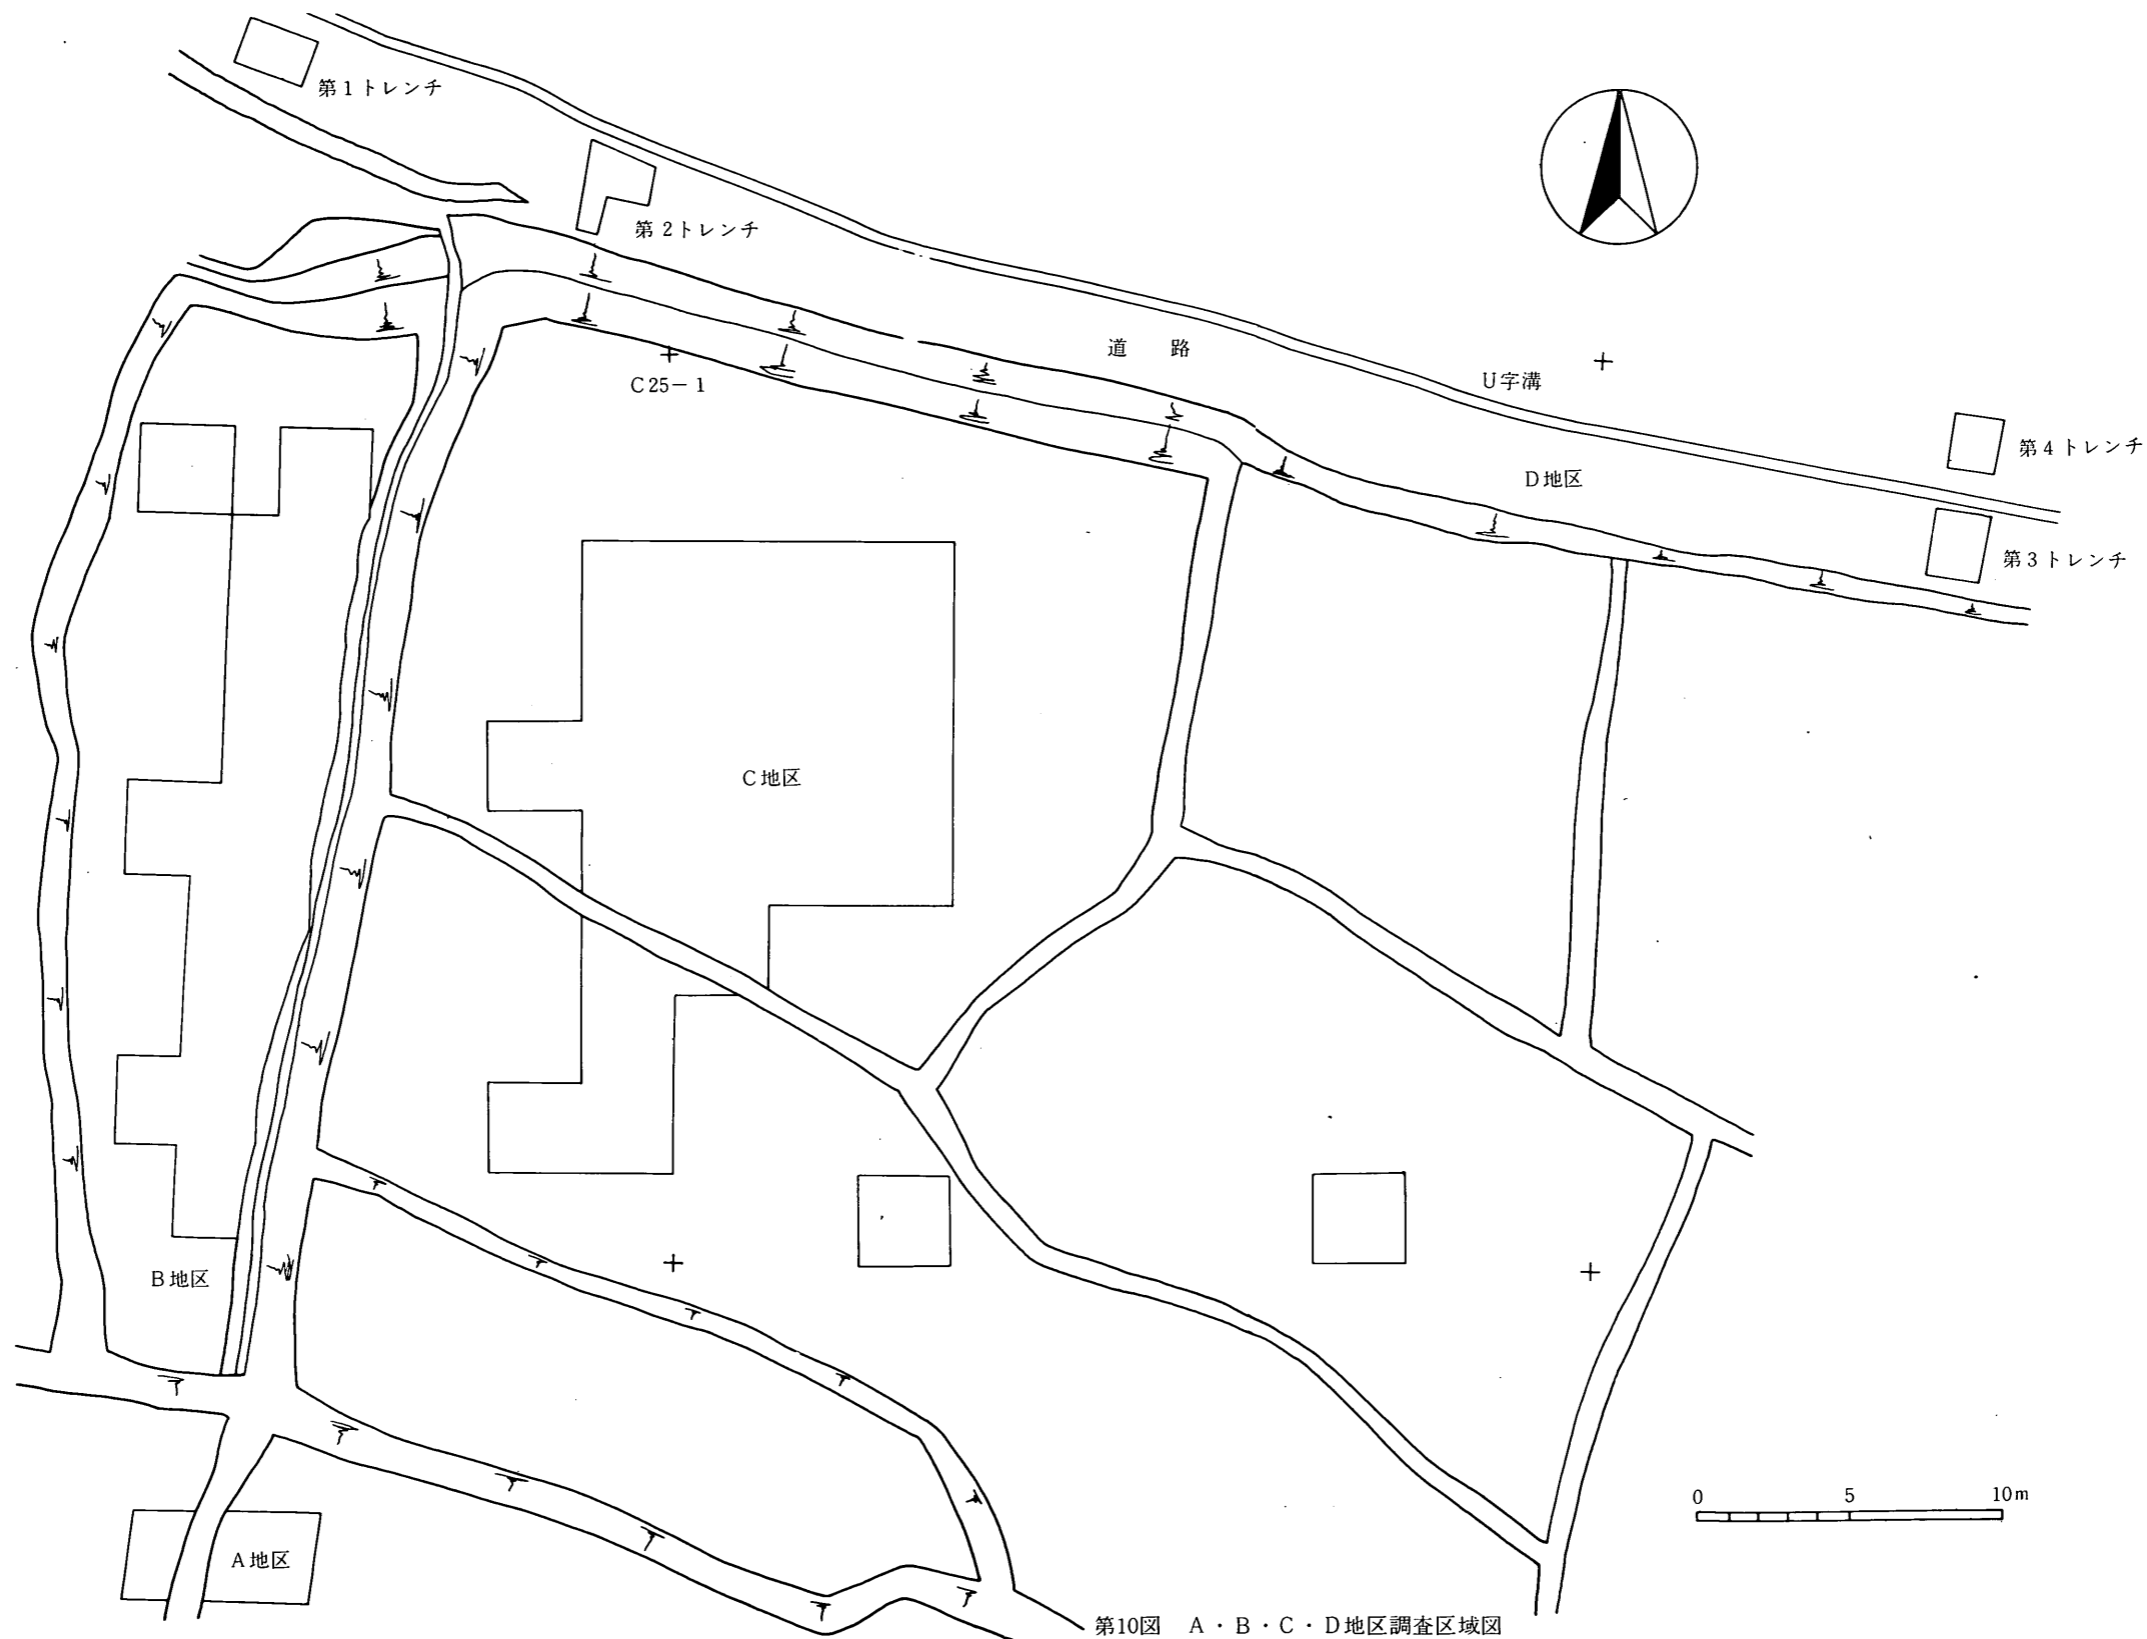 第1トレンチ
第2トレンチ
道　路
C25－1
U字溝
第4トレンチ
D地区
第3トレンチ
C地区
B地区
0　5　10m
A地区
第10図　A・B・C・D地区調査区域図